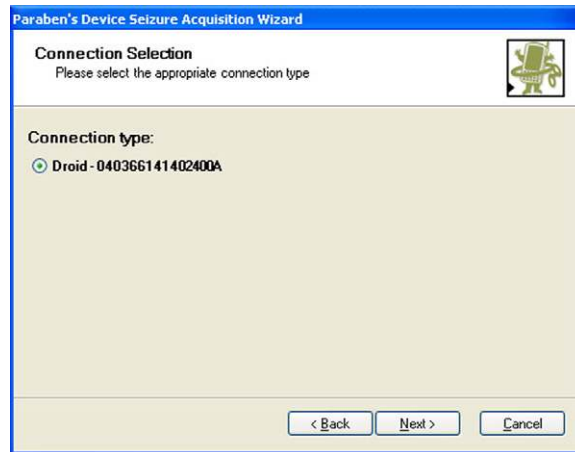 Paraben's Device Seizure Acquisition Wizard
Connection Selection
Please select the appropriate connection type
Connection type:
Droid - 040366141402400A
< Back
Next >
Cancel